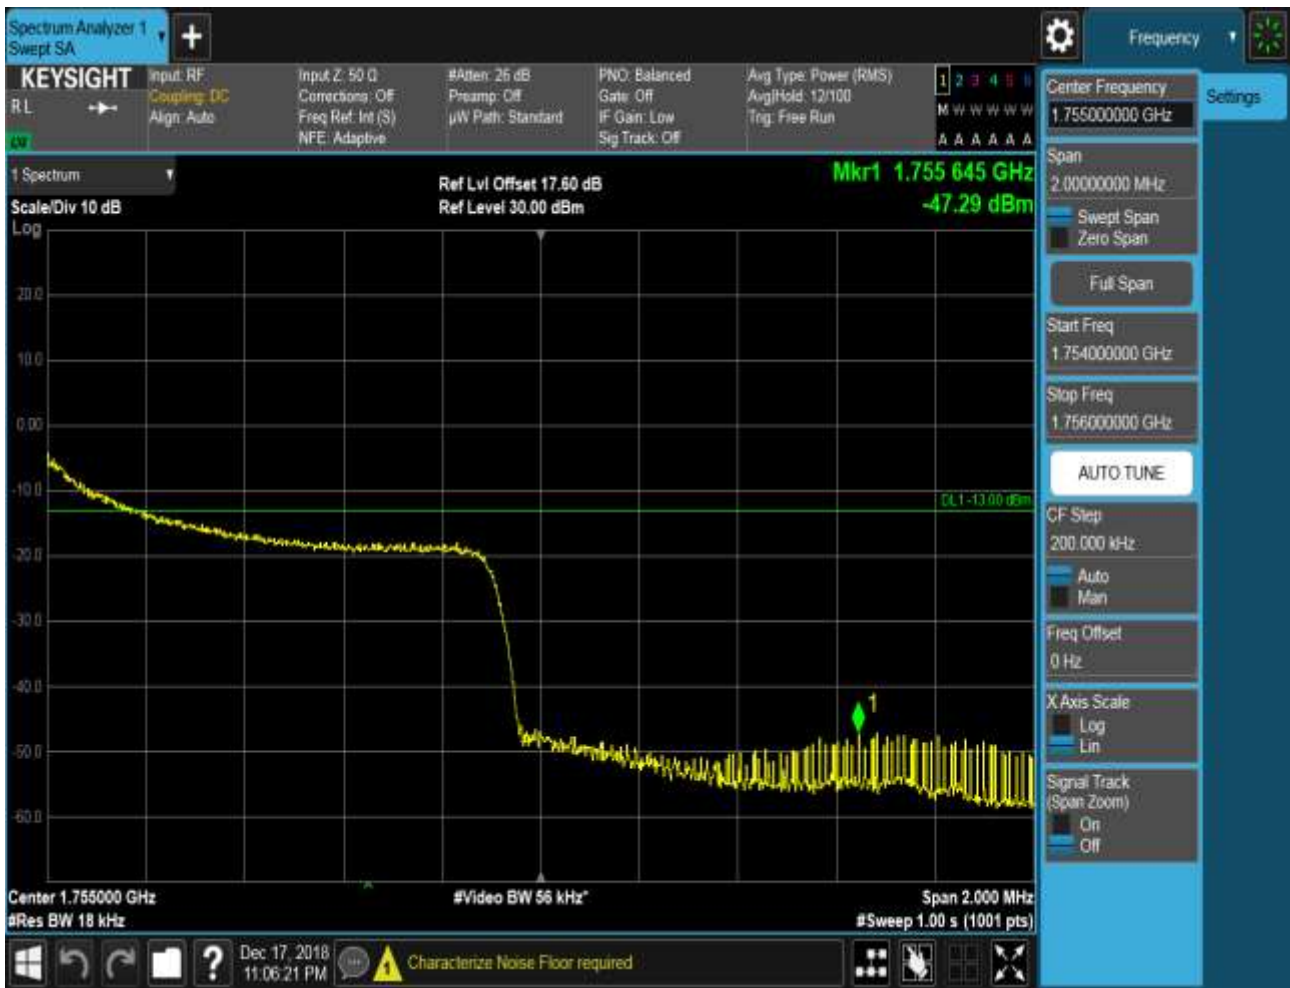 Spectrum Analyzer 1
Swept SA
+
Frequency
KEYSIGHT
R L
Input: RF
Coupling: DC
Align: Auto
Input Z: 50 Ω
Corrections: Off
Freq Ref: Int (S)
NFE: Adaptive
#Atten: 26 dB
Preamp: Off
µW Path: Standard
PNO: Balanced
Gate: Off
IF Gain: Low
Sig Track: Off
Avg Type: Power (RMS)
Avg|Hold: 12/100
Trig: Free Run
1 2 3 4 5 6
M W W W W W
A A A A A A
Center Frequency
1.755000000 GHz
Settings
Span
2.00000000 MHz
Swept Span
Zero Span
Full Span
Start Freq
1.754000000 GHz
Stop Freq
1.756000000 GHz
AUTO TUNE
CF Step
200.000 kHz
Auto
Man
Freq Offset
0 Hz
X Axis Scale
Log
Lin
Signal Track
(Span Zoom)
On
Off
1 Spectrum
Scale/Div 10 dB
Log
Ref Lvl Offset 17.60 dB
Ref Level 30.00 dBm
Mkr1 1.755 645 GHz
-47.29 dBm
20.0
10.0
0.00
-10.0
DL1 -13.00 dBm
-20.0
-30.0
-40.0
1
-50.0
-60.0
Center 1.755000 GHz
#Res BW 18 kHz
#Video BW 56 kHz*
Span 2.000 MHz
#Sweep 1.00 s (1001 pts)
?
Dec 17, 2018
11:06:21 PM
1
Characterize Noise Floor required